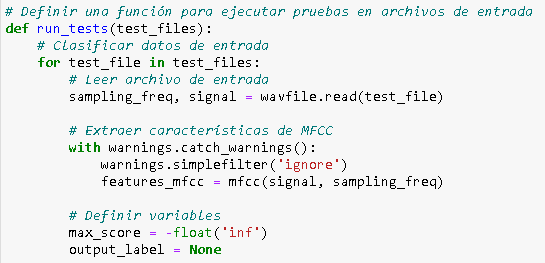 # Definir una función para ejecutar pruebas en archivos de entrada
def run_tests(test_files):
    # Clasificar datos de entrada
    for test_file in test_files:
        # Leer archivo de entrada
        sampling_freq, signal = wavfile.read(test_file)

        # Extraer características de MFCC
        with warnings.catch_warnings():
            warnings.simplefilter('ignore')
            features_mfcc = mfcc(signal, sampling_freq)

        # Definir variables
        max_score = -float('inf')
        output_label = None